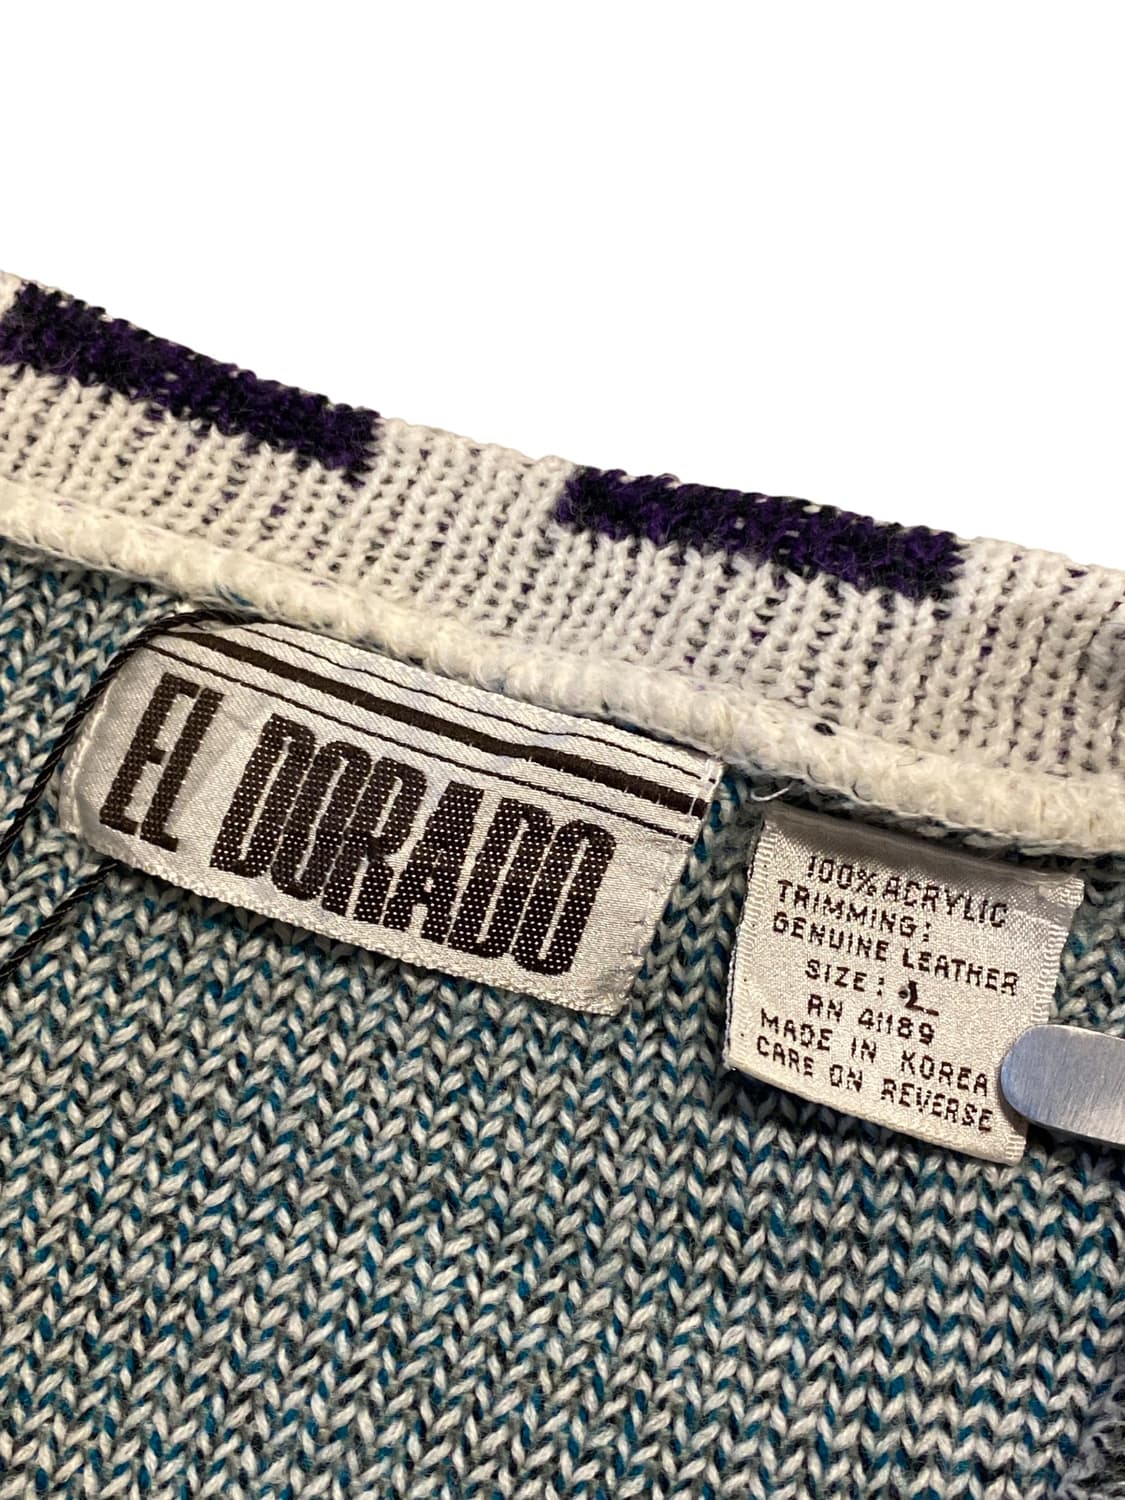 EL DORADO
100% ACRYLIC
TRIMMING:
GENUINE LEATHER
SIZE: L
RN 41189
MADE IN KOREA
CARE ON REVERSE